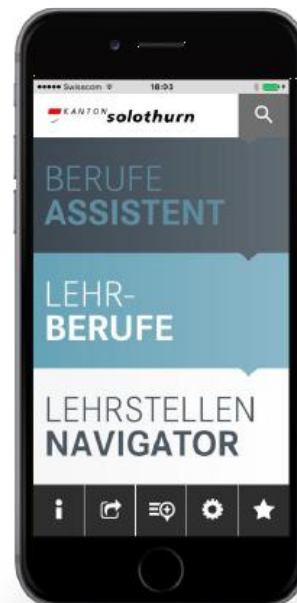 Swisscom 18:03
KANTON solothurn
BERUFE
ASSISTENT
LEHR-
BERUFE
LEHRSTELLEN
NAVIGATOR